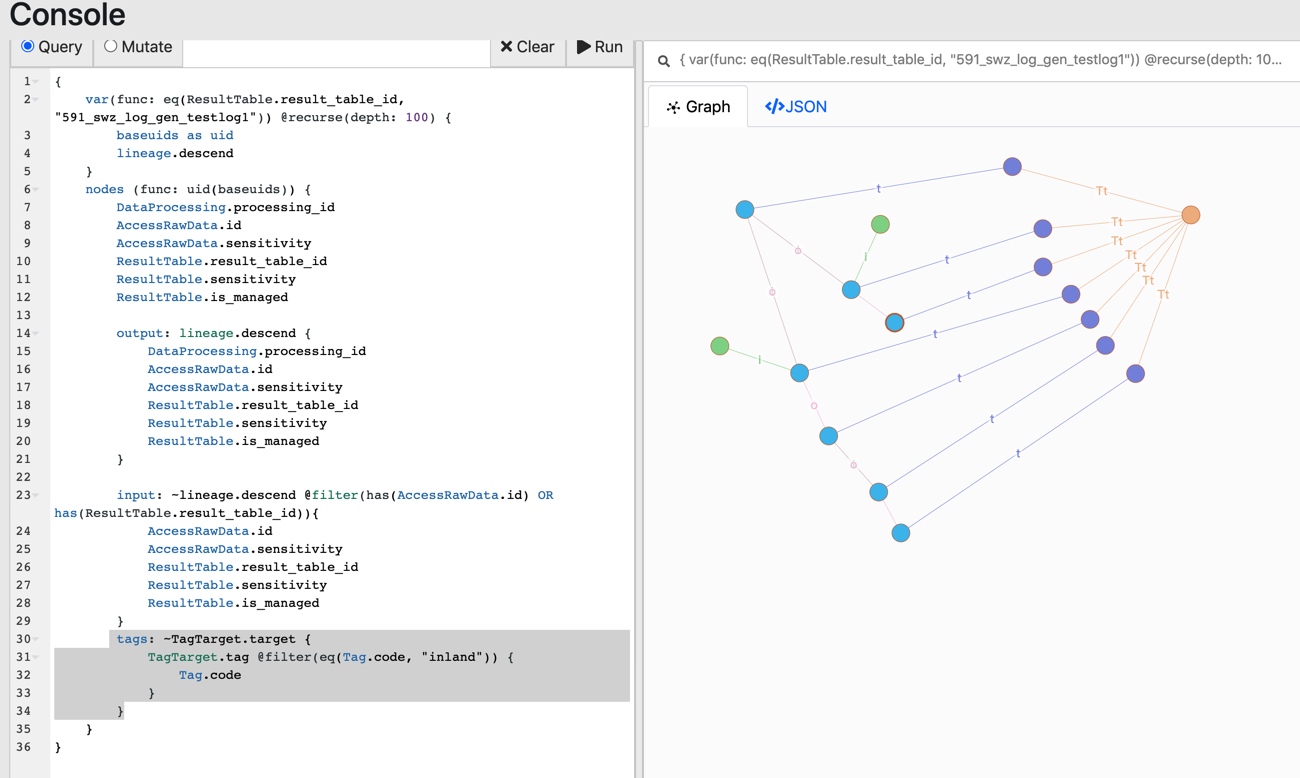 Console
Query
Mutate
Clear
Run
1 {
2 var(func: eq(ResultTable.result_table_id,
"591_swz_log_gen_testlog1")) @recurse(depth: 100) {
3 baseuids as uid
4 lineage.descend
5 }
6 nodes (func: uid(baseuids)) {
7 DataProcessing.processing_id
8 AccessRawData.id
9 AccessRawData.sensitivity
10 ResultTable.result_table_id
11 ResultTable.sensitivity
12 ResultTable.is_managed
13
14 output: lineage.descend {
15 DataProcessing.processing_id
16 AccessRawData.id
17 AccessRawData.sensitivity
18 ResultTable.result_table_id
19 ResultTable.sensitivity
20 ResultTable.is_managed
21 }
22
23 input: ~lineage.descend @filter(has(AccessRawData.id) OR
has(ResultTable.result_table_id)){
24 AccessRawData.id
25 AccessRawData.sensitivity
26 ResultTable.result_table_id
27 ResultTable.sensitivity
28 ResultTable.is_managed
29 }
30 tags: ~TagTarget.target {
31 TagTarget.tag @filter(eq(Tag.code, "inland")) {
32 Tag.code
33 }
34 }
35 }
36 }
{ var(func: eq(ResultTable.result_table_id, "591_swz_log_gen_testlog1")) @recurse(depth: 10...
Graph
</>JSON
t
Tt
Tt
o
Tt
i
t
Tt
Tt
o
Tt
t
Tt
t
i
t
o
t
t
o